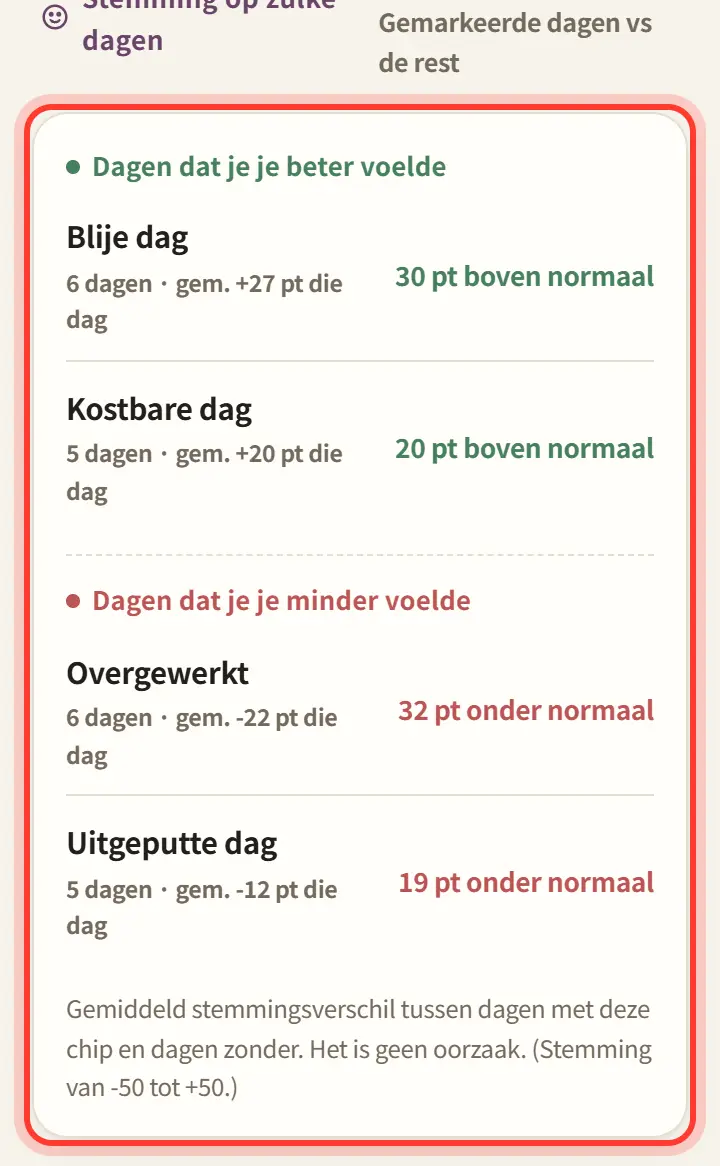 Stemming op zulke
dagen
Gemarkeerde dagen vs
de rest
Dagen dat je je beter voelde
Blije dag
6 dagen · gem. +27 pt die
dag
30 pt boven normaal
Kostbare dag
5 dagen · gem. +20 pt die
dag
20 pt boven normaal
Dagen dat je je minder voelde
Overgewerkt
6 dagen · gem. -22 pt die
dag
32 pt onder normaal
Uitgeputte dag
5 dagen · gem. -12 pt die
dag
19 pt onder normaal
Gemiddeld stemmingsverschil tussen dagen met deze
chip en dagen zonder. Het is geen oorzaak. (Stemming
van -50 tot +50.)